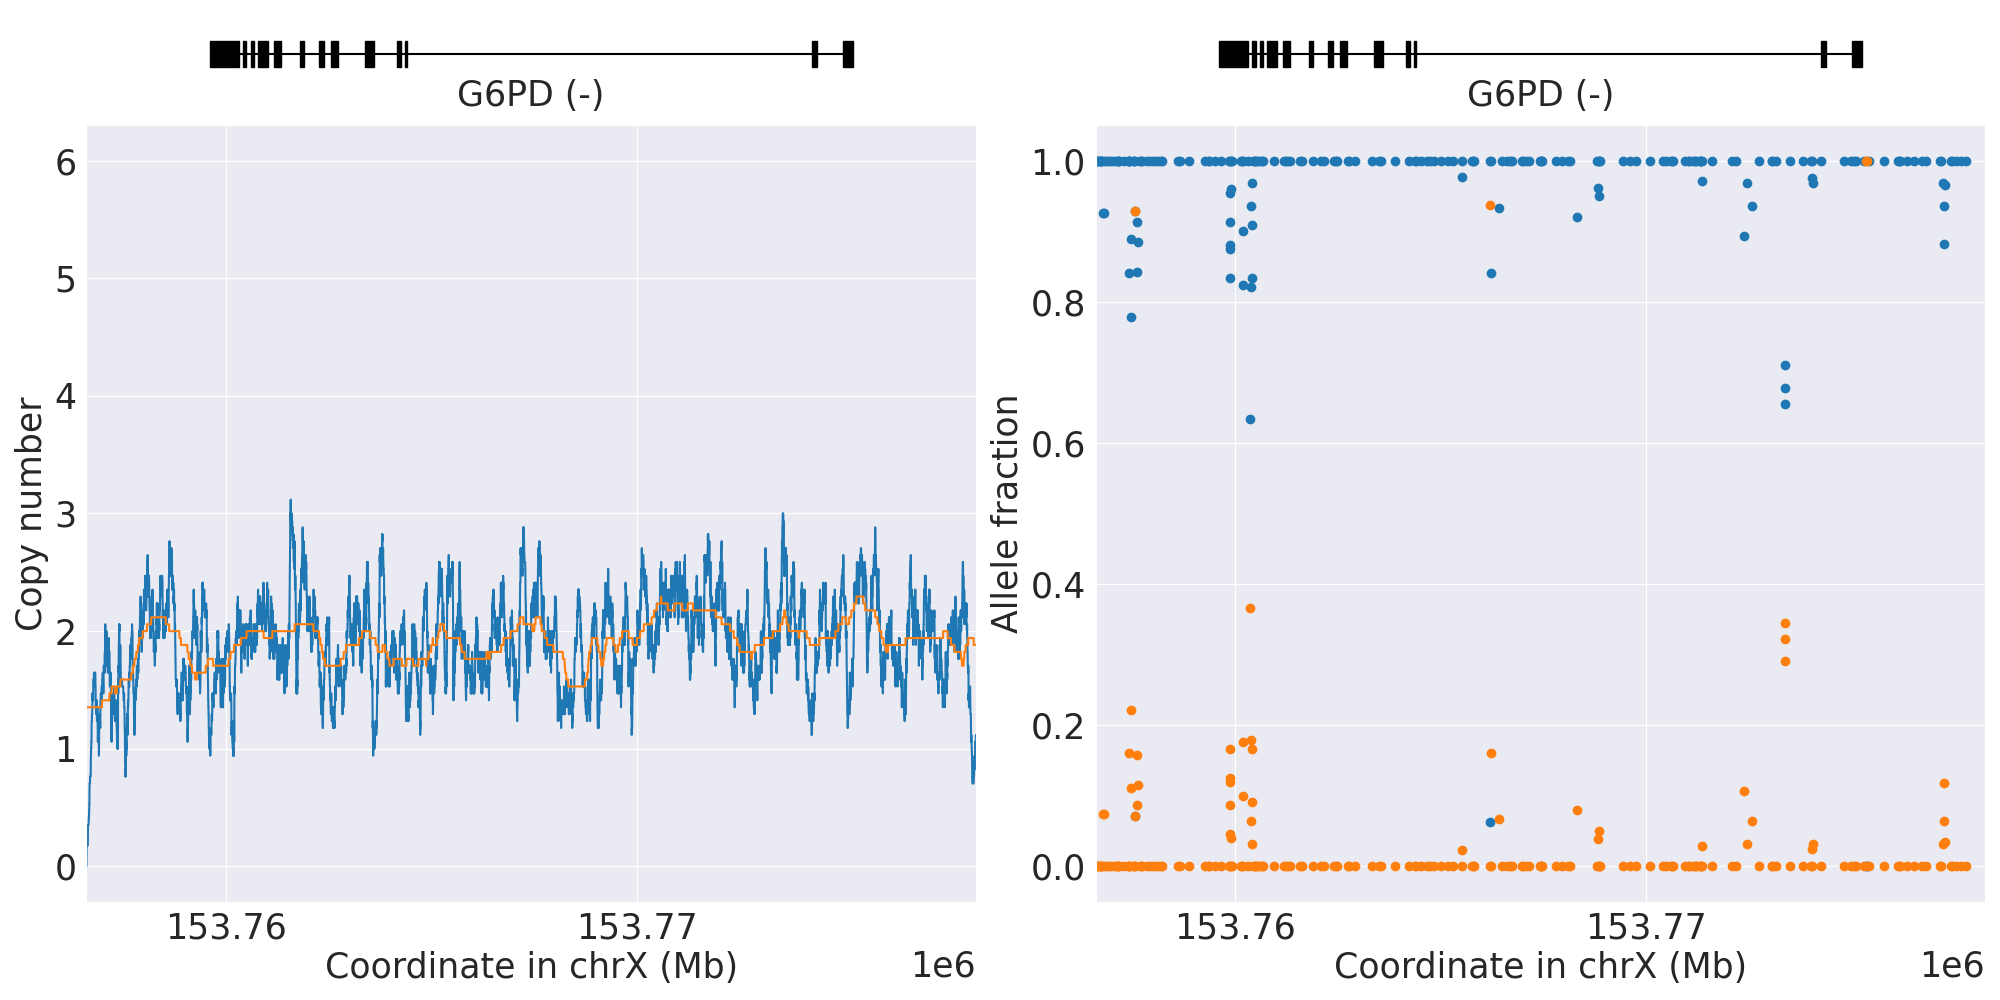 G6PD (-)
G6PD (-)
Copy number
6
5
4
3
2
1
0
153.76
153.77
Coordinate in chrX (Mb)
1e6
Allele fraction
1.0
0.8
0.6
0.4
0.2
0.0
153.76
153.77
Coordinate in chrX (Mb)
1e6